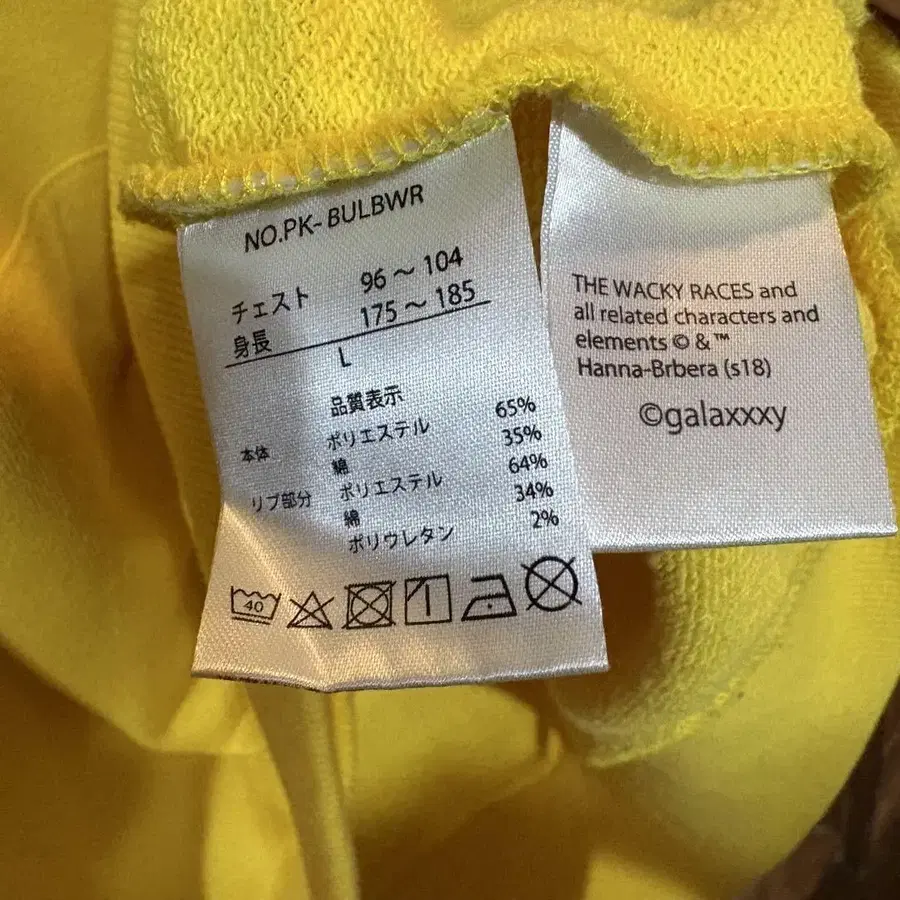 NO.PK- BULBWR
チェスト 96 ～ 104
身長 175 ～ 185
L
品質表示
本体 ポリエステル 65%
綿 35%
リブ部分 ポリエステル 64%
綿 34%
ポリウレタン 2%
40
THE WACKY RACES and
all related characters and
elements © & ™
Hanna-Brbera (s18)
©galaxxxy